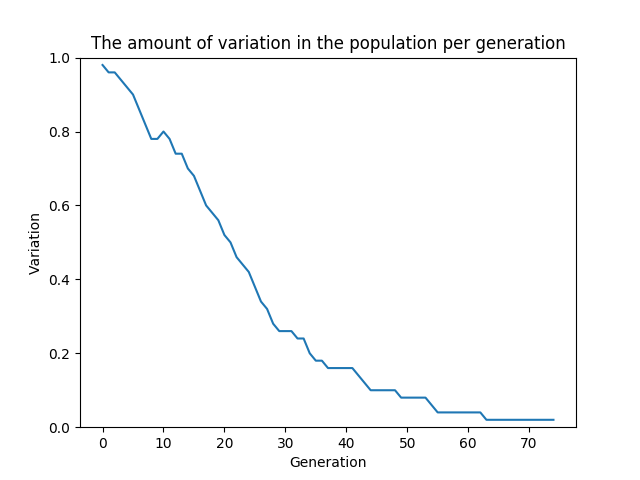 The amount of variation in the population per generation
1.0
0.8
0.6
0.4
0.2
0.0
Variation
0 10 20 30 40 50 60 70
Generation